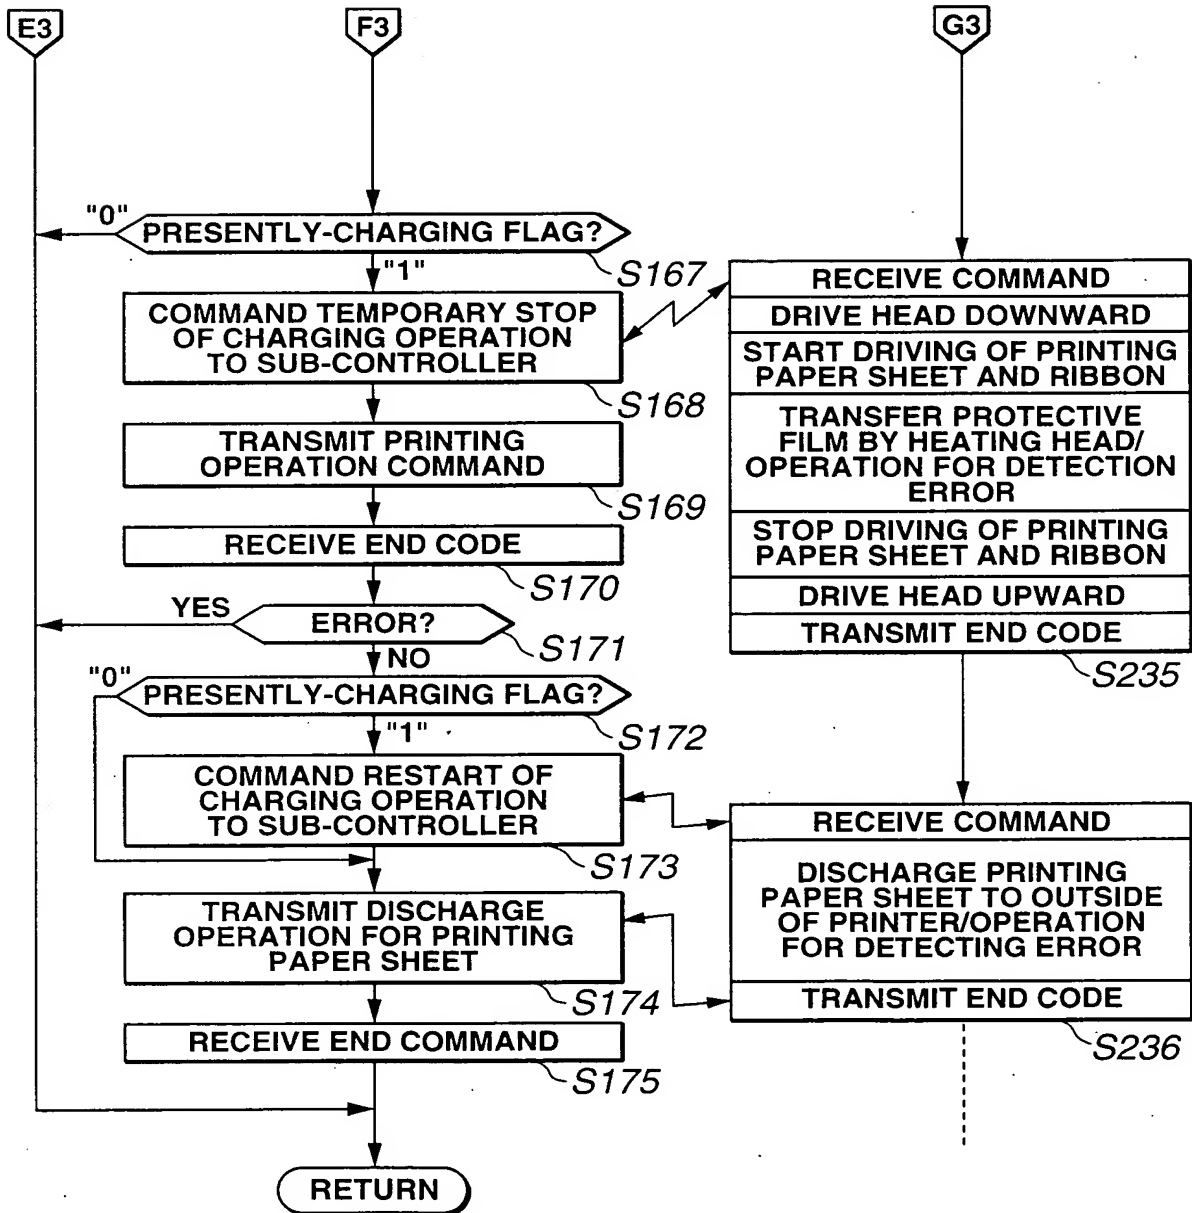 E3
F3
G3
"0"
PRESENTLY-CHARGING FLAG?
S167
"1"
COMMAND TEMPORARY STOP
OF CHARGING OPERATION
TO SUB-CONTROLLER
S168
TRANSMIT PRINTING
OPERATION COMMAND
S169
RECEIVE END CODE
S170
YES
ERROR?
S171
NO
"0"
PRESENTLY-CHARGING FLAG?
S172
"1"
COMMAND RESTART OF
CHARGING OPERATION
TO SUB-CONTROLLER
S173
TRANSMIT DISCHARGE
OPERATION FOR PRINTING
PAPER SHEET
S174
RECEIVE END COMMAND
S175
RETURN
RECEIVE COMMAND
DRIVE HEAD DOWNWARD
START DRIVING OF PRINTING
PAPER SHEET AND RIBBON
TRANSFER PROTECTIVE
FILM BY HEATING HEAD/
OPERATION FOR DETECTION
ERROR
STOP DRIVING OF PRINTING
PAPER SHEET AND RIBBON
DRIVE HEAD UPWARD
TRANSMIT END CODE
S235
RECEIVE COMMAND
DISCHARGE PRINTING
PAPER SHEET TO OUTSIDE
OF PRINTER/OPERATION
FOR DETECTING ERROR
TRANSMIT END CODE
S236